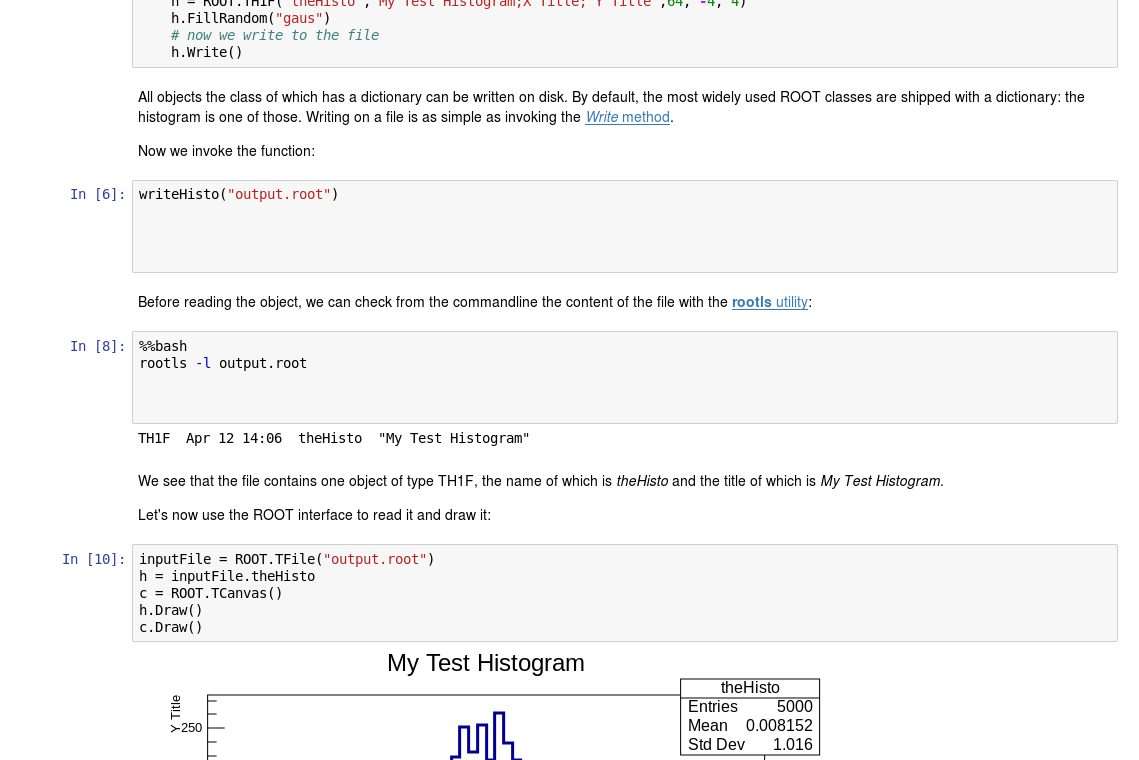 h = ROOT.TH1F("theHisto","My Test Histogram;X Title; Y Title",64, -4, 4)
h.FillRandom("gaus")
# now we write to the file
h.Write()
All objects the class of which has a dictionary can be written on disk. By default, the most widely used ROOT classes are shipped with a dictionary: the
histogram is one of those. Writing on a file is as simple as invoking the Write method.
Now we invoke the function:
In [6]: writeHisto("output.root")
Before reading the object, we can check from the commandline the content of the file with the rootls utility:
In [8]: %%bash
rootls -l output.root
TH1F  Apr 12 14:06  theHisto  "My Test Histogram"
We see that the file contains one object of type TH1F, the name of which is theHisto and the title of which is My Test Histogram.
Let's now use the ROOT interface to read it and draw it:
In [10]: inputFile = ROOT.TFile("output.root")
h = inputFile.theHisto
c = ROOT.TCanvas()
h.Draw()
c.Draw()
My Test Histogram
theHisto
Entries 5000
Mean 0.008152
Std Dev 1.016
Y Title
250